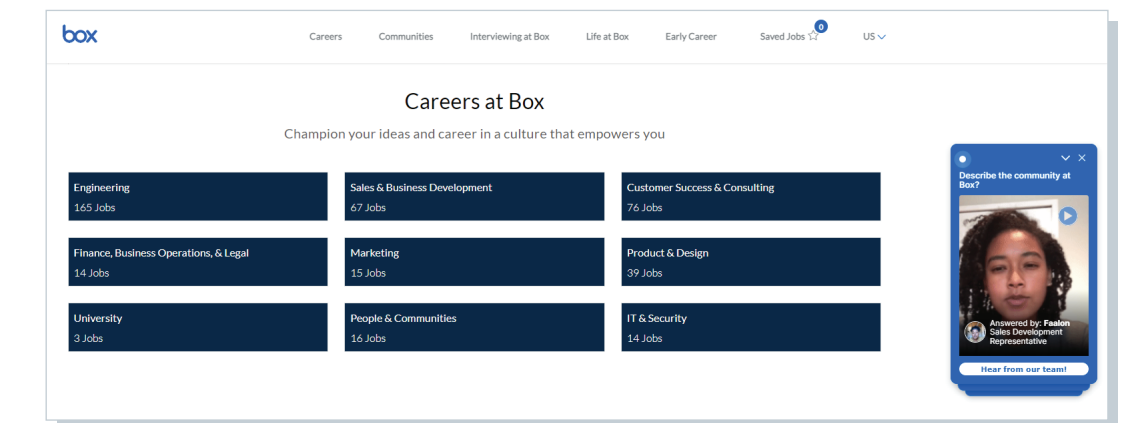 box
Careers
Communities
Interviewing at Box
Life at Box
Early Career
Saved Jobs
0
US
Careers at Box
Champion your ideas and career in a culture that empowers you
Engineering
165 Jobs
Sales & Business Development
67 Jobs
Customer Success & Consulting
76 Jobs
Finance, Business Operations, & Legal
14 Jobs
Marketing
15 Jobs
Product & Design
39 Jobs
University
3 Jobs
People & Communities
16 Jobs
IT & Security
14 Jobs
Describe the community at
Box?
Answered by: Faalon
Sales Development
Representative
Hear from our team!